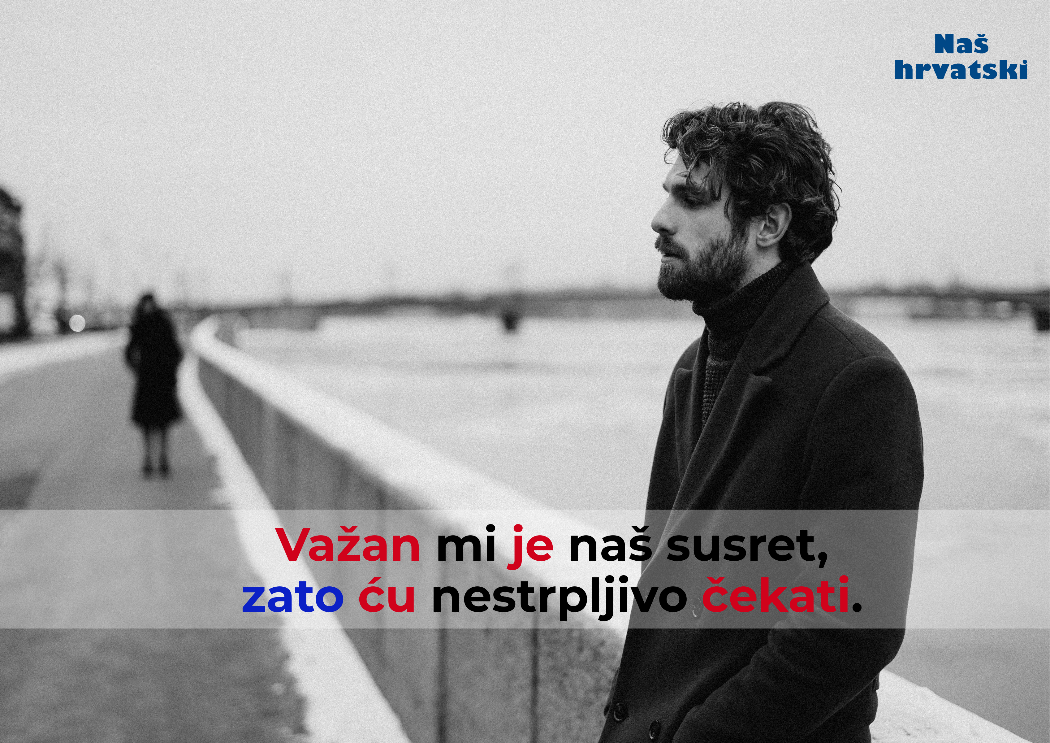 Naš
hrvatski
Važan mi je naš susret,
zato ću nestrpljivo čekati.